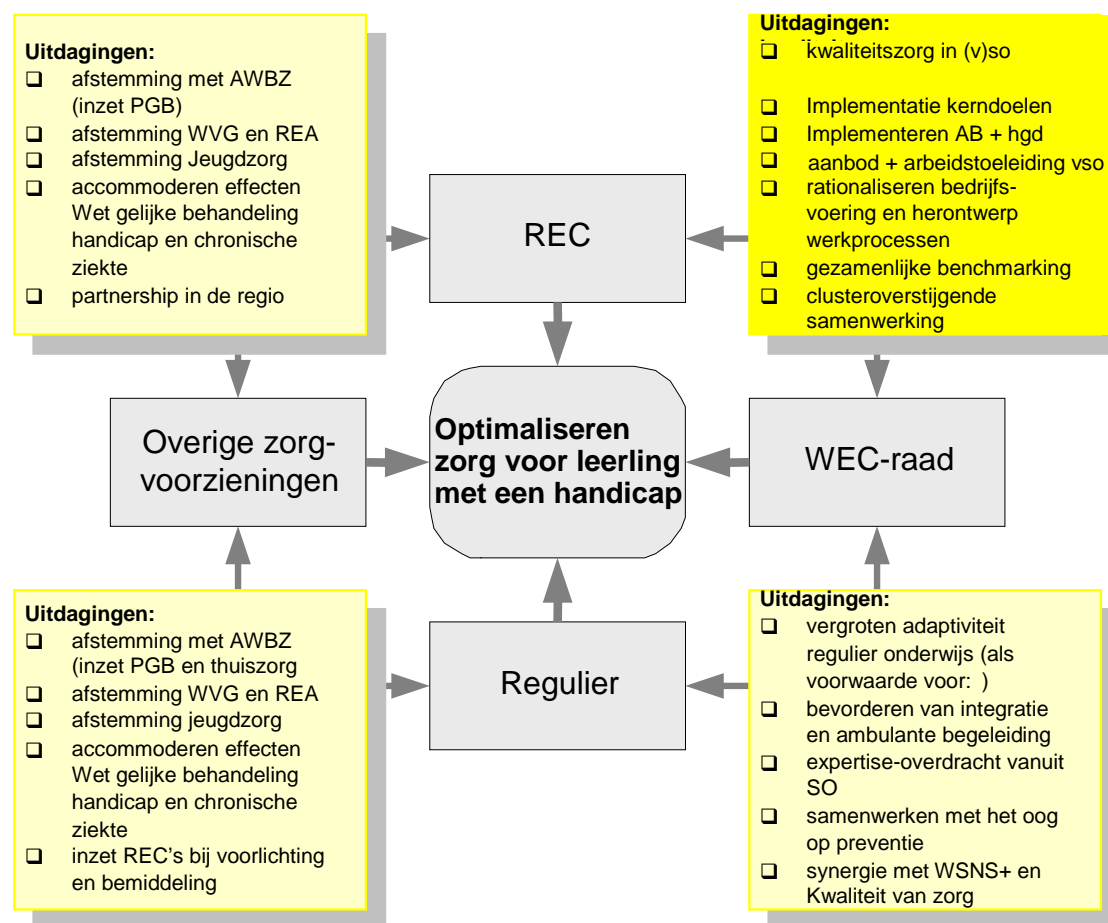 Uitdagingen:
❑ afstemming met AWBZ
(inzet PGB)
❑ afstemming WVG en REA
❑ afstemming Jeugdzorg
❑ accommoderen effecten
Wet gelijke behandeling
handicap en chronische
ziekte
❑ partnership in de regio
REC
Uitdagingen:
❑ kwaliteitszorg in (v)so
❑ Implementatie kerndoelen
❑ Implementeren AB + hgd
❑ aanbod + arbeidstoeleiding vso
❑ rationaliseren bedrijfs-
voering en herontwerp
werkprocessen
❑ gezamenlijke benchmarking
❑ clusteroverstijgende
samenwerking
Overige zorg-
voorzieningen
Optimaliseren
zorg voor leerling
met een handicap
WEC-raad
Uitdagingen:
❑ afstemming met AWBZ
(inzet PGB en thuiszorg
❑ afstemming WVG en REA
❑ afstemming jeugdzorg
❑ accommoderen effecten
Wet gelijke behandeling
handicap en chronische
ziekte
❑ inzet REC's bij voorlichting
en bemiddeling
Regulier
Uitdagingen:
❑ vergroten adaptiviteit
regulier onderwijs (als
voorwaarde voor: )
❑ bevorderen van integratie
en ambulante begeleiding
❑ expertise-overdracht vanuit
SO
❑ samenwerken met het oog
op preventie
❑ synergie met WSNS+ en
Kwaliteit van zorg